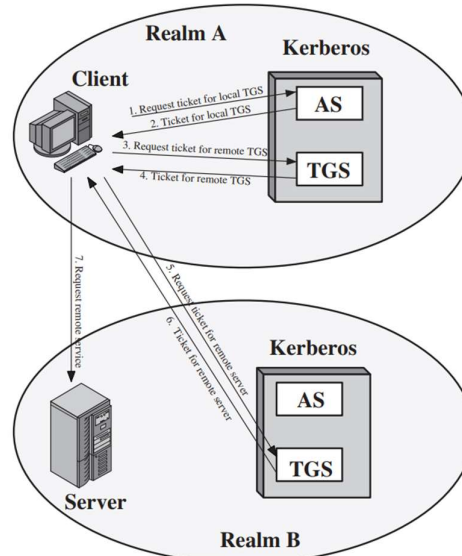 Realm A
Kerberos
Client
1. Request ticket for local TGS
AS
2. Ticket for local TGS
3. Request ticket for remote TGS
TGS
4. Ticket for remote TGS
5. Request ticket for remote server
6. Ticket for remote server
7. Request remote service
Kerberos
AS
TGS
Server
Realm B